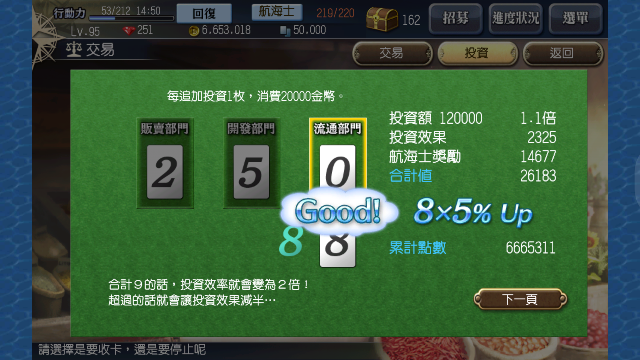 行動力 53/212 14:50 回復 航海士 219/220 162 招募 進度狀況 選單
Lv.95 251 6.653.018 50.000
交易 交易 投資 返回
每追加投資1枚，消費20000金幣。
販賣部門 開發部門 流通部門
2 5 0
8 8
Good!
投資額 120000 1.1倍
投資效果 2325
航海士獎勵 14677
合計值 26183
8×5% Up
累計點數 6665311
合計９的話，投資效率就會變為２倍！
超過的話就會讓投資效果減半…
下一頁
請選擇是要收卡，還是要停止呢